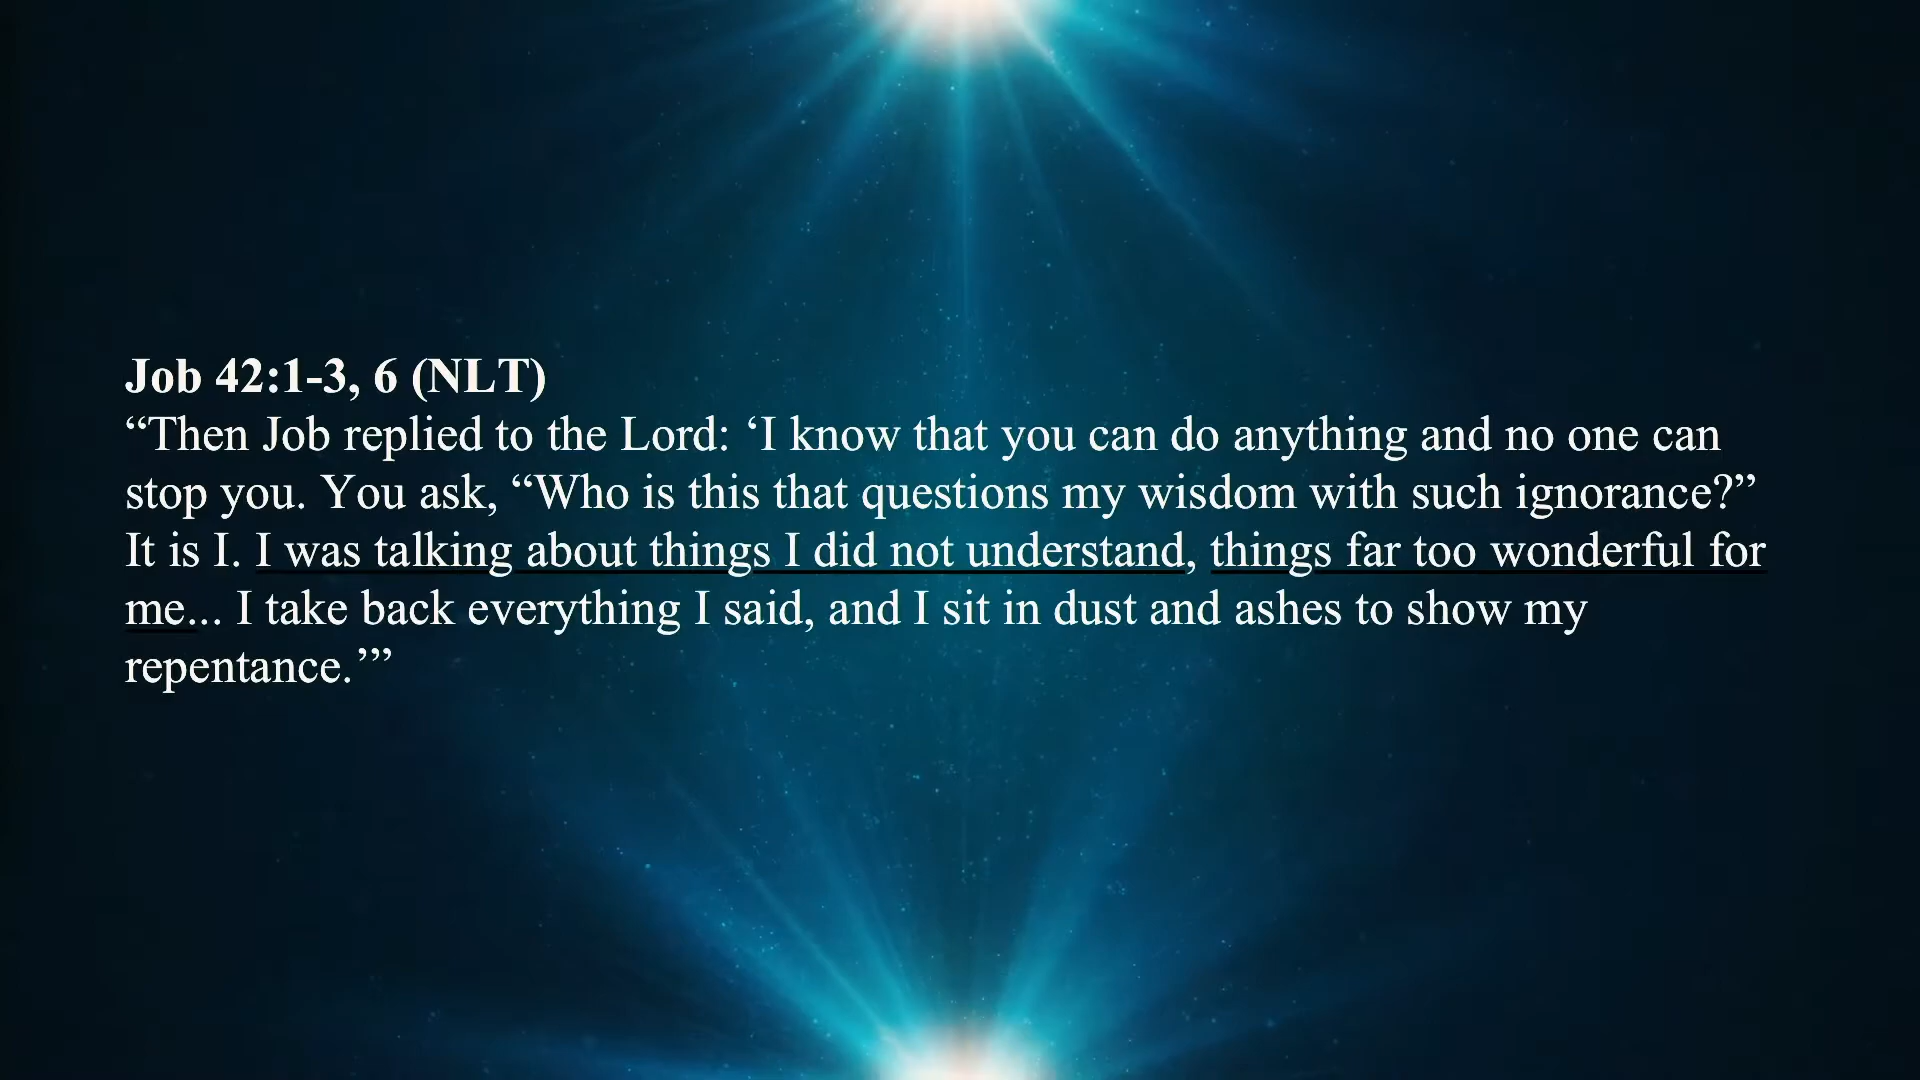 Job 42:1-3, 6 (NLT)
“Then Job replied to the Lord: ‘I know that you can do anything and no one can
stop you. You ask, “Who is this that questions my wisdom with such ignorance?”
It is I. I was talking about things I did not understand, things far too wonderful for
me... I take back everything I said, and I sit in dust and ashes to show my
repentance.’”